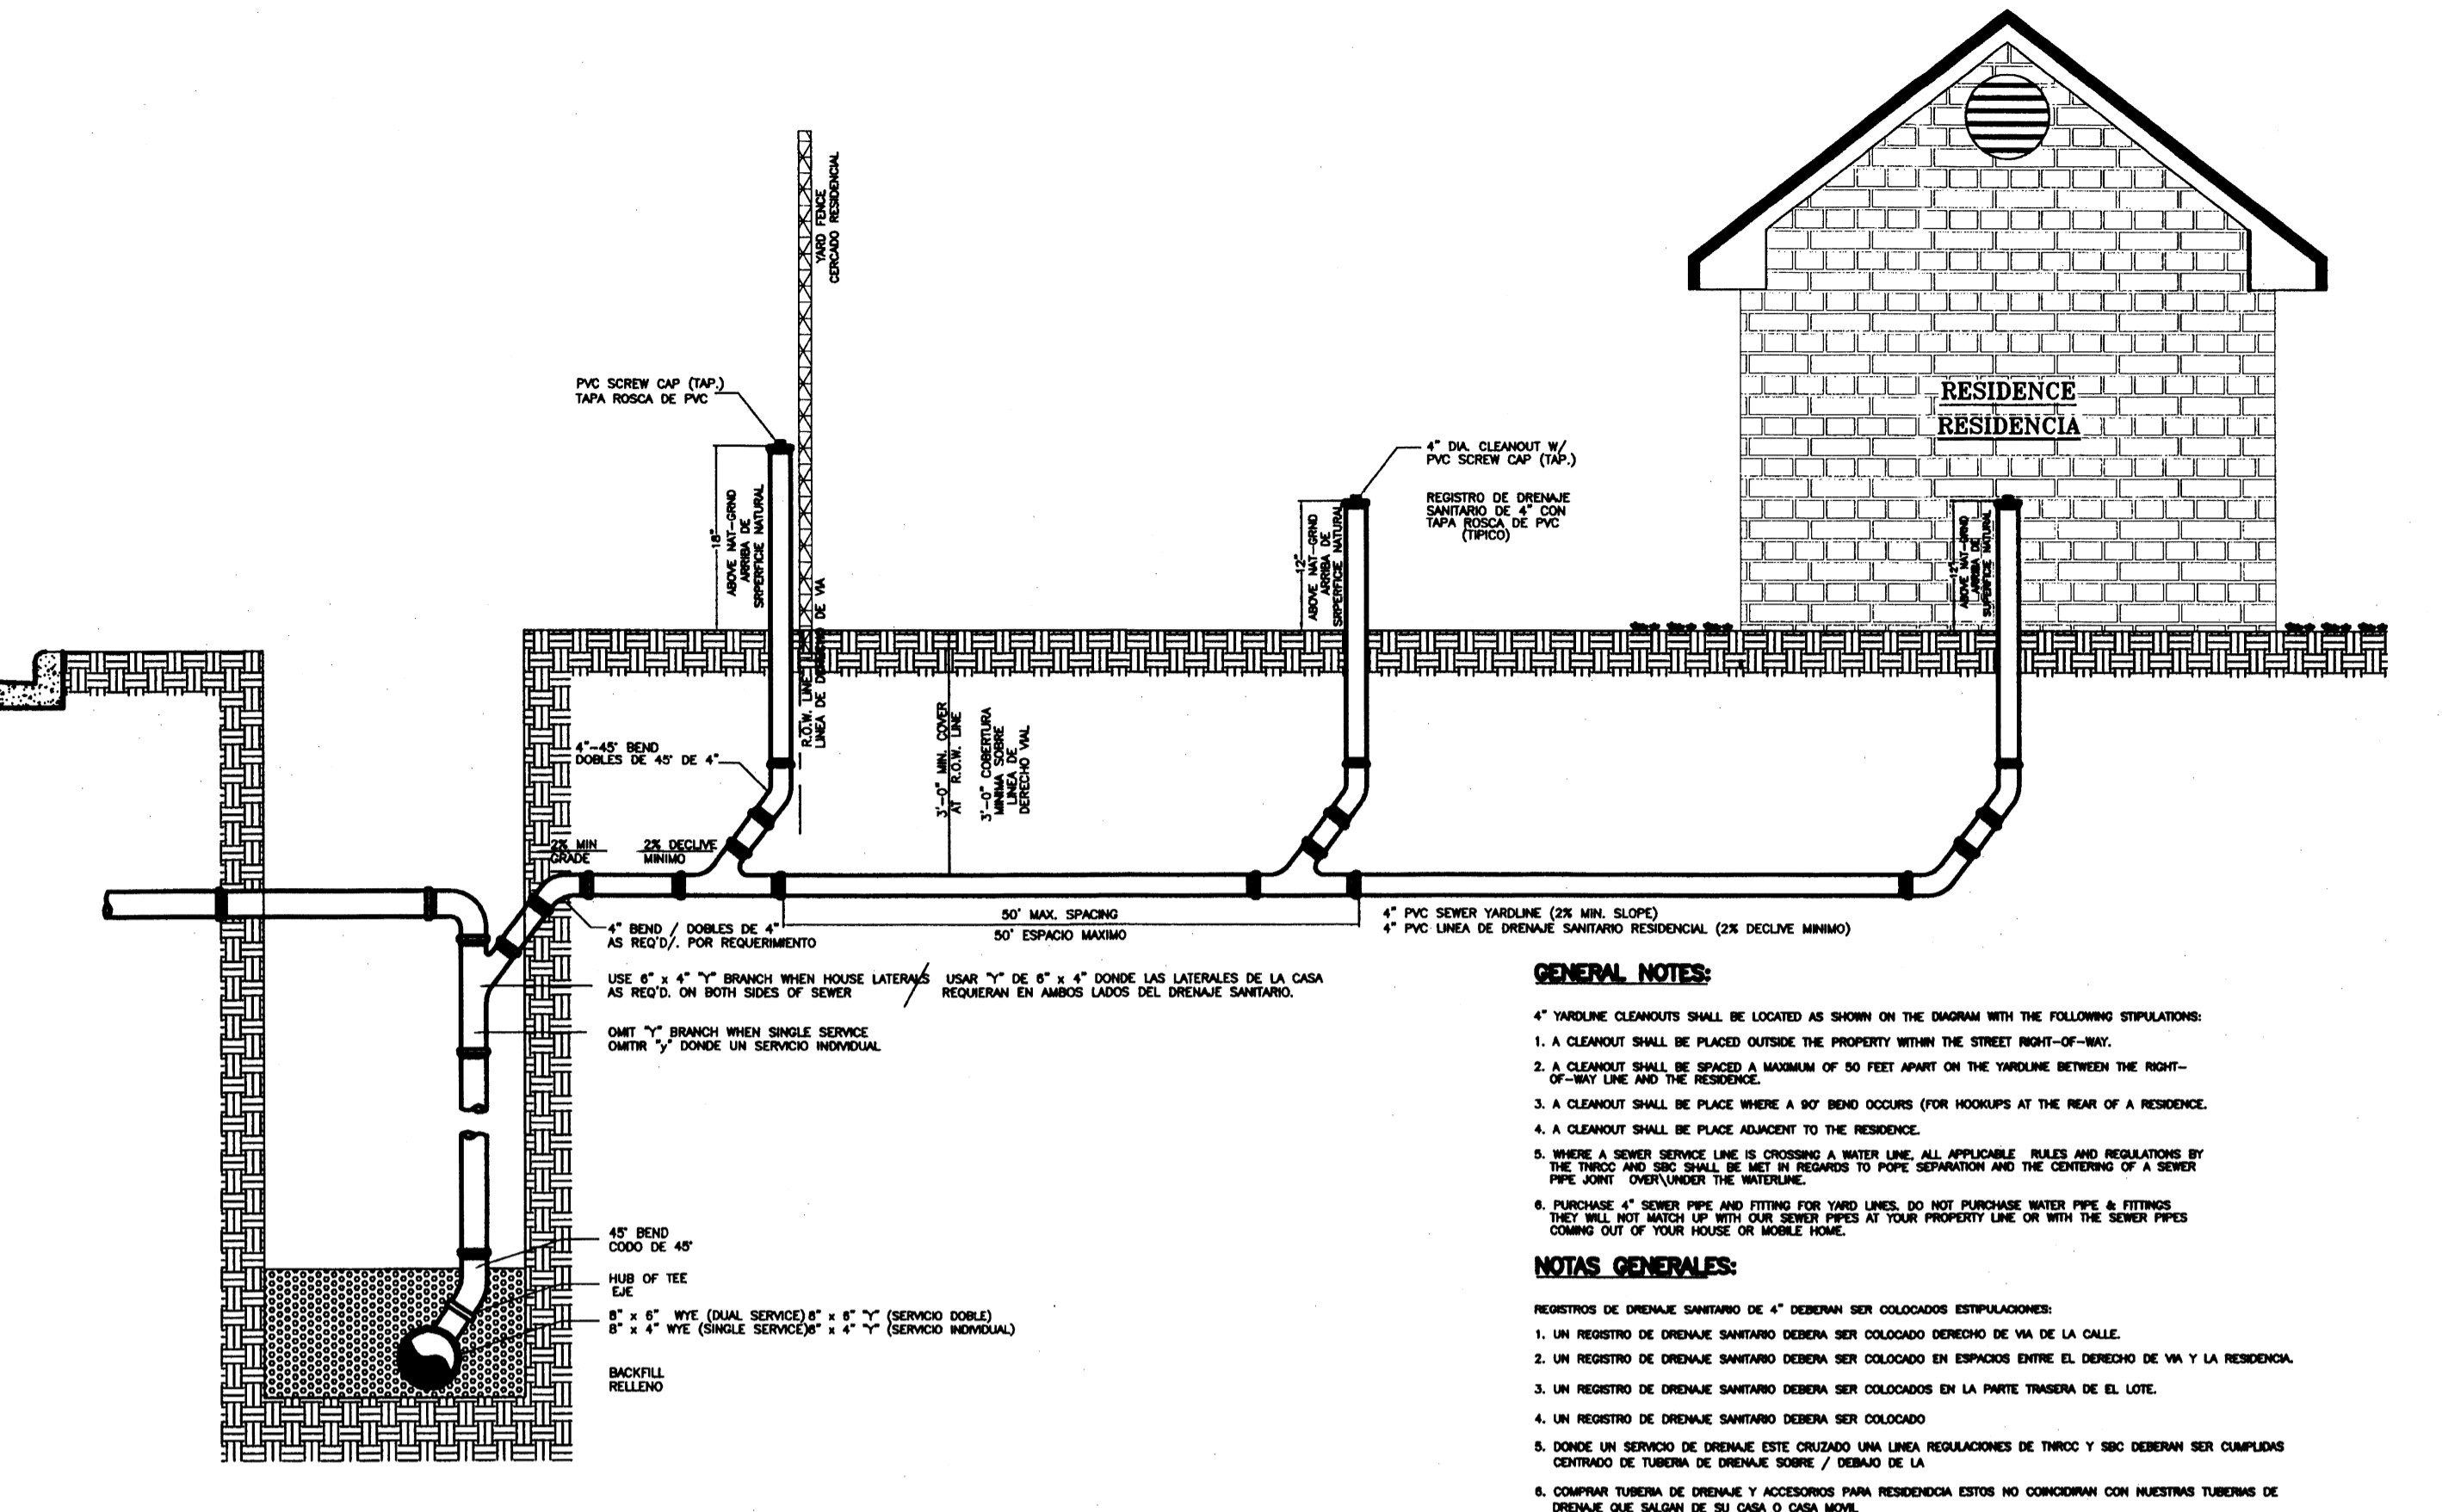 YARD FENCE
CERCADO RESIDENCIAL
PVC SCREW CAP (TAP.)
TAPA ROSCA DE PVC
18"
ABOVE NAT-GRND
ARRIBA DE
SRPERFICIE NATURAL
R.O.W. LINE
LINEA DE DERECHO DE VIA
4" DIA. CLEANOUT W/
PVC SCREW CAP (TAP.)
REGISTRO DE DRENAJE
SANITARIO DE 4" CON
TAPA ROSCA DE PVC
(TIPICO)
12"
ABOVE NAT-GRND
ARRIBA DE
SRPERFICIE NATURAL
RESIDENCE
RESIDENCIA
12"
ABOVE NAT-GRND
ARRIBA DE
SUPERFICIE NATURAL
4"-45° BEND
DOBLES DE 45° DE 4"
3'-0" MIN. COVER
AT R.O.W. LINE
3'-0" COBERTURA
MINIMA SOBRE
LINEA DE
DERECHO VIAL
2% MIN
GRADE
2% DECLIVE
MINIMO
4" BEND / DOBLES DE 4"
AS REQ'D/. POR REQUERIMIENTO
50' MAX. SPACING
50' ESPACIO MAXIMO
4" PVC SEWER YARDLINE (2% MIN. SLOPE)
4" PVC LINEA DE DRENAJE SANITARIO RESIDENCIAL (2% DECLIVE MINIMO)
USE 6" x 4" "Y" BRANCH WHEN HOUSE LATERALS / USAR "Y" DE 6" x 4" DONDE LAS LATERALES DE LA CASA
AS REQ'D. ON BOTH SIDES OF SEWER REQUIERAN EN AMBOS LADOS DEL DRENAJE SANITARIO.
OMIT "Y" BRANCH WHEN SINGLE SERVICE
OMITIR "y" DONDE UN SERVICIO INDIVIDUAL
45° BEND
CODO DE 45°
HUB OF TEE
EJE
8" x 6" WYE (DUAL SERVICE) 8" x 6" "Y" (SERVICIO DOBLE)
8" x 4" WYE (SINGLE SERVICE)8" x 4" "Y" (SERVICIO INDIVIDUAL)
BACKFILL
RELLENO
GENERAL NOTES:
4" YARDLINE CLEANOUTS SHALL BE LOCATED AS SHOWN ON THE DIAGRAM WITH THE FOLLOWING STIPULATIONS:
1. A CLEANOUT SHALL BE PLACED OUTSIDE THE PROPERTY WITHIN THE STREET RIGHT-OF-WAY.
2. A CLEANOUT SHALL BE SPACED A MAXIMUM OF 50 FEET APART ON THE YARDLINE BETWEEN THE RIGHT-
OF-WAY LINE AND THE RESIDENCE.
3. A CLEANOUT SHALL BE PLACE WHERE A 90° BEND OCCURS (FOR HOOKUPS AT THE REAR OF A RESIDENCE.
4. A CLEANOUT SHALL BE PLACE ADJACENT TO THE RESIDENCE.
5. WHERE A SEWER SERVICE LINE IS CROSSING A WATER LINE, ALL APPLICABLE RULES AND REGULATIONS BY
THE TNRCC AND SBC SHALL BE MET IN REGARDS TO POPE SEPARATION AND THE CENTERING OF A SEWER
PIPE JOINT OVER\UNDER THE WATERLINE.
6. PURCHASE 4" SEWER PIPE AND FITTING FOR YARD LINES. DO NOT PURCHASE WATER PIPE & FITTINGS
THEY WILL NOT MATCH UP WITH OUR SEWER PIPES AT YOUR PROPERTY LINE OR WITH THE SEWER PIPES
COMING OUT OF YOUR HOUSE OR MOBILE HOME.
NOTAS GENERALES:
REGISTROS DE DRENAJE SANITARIO DE 4" DEBERAN SER COLOCADOS ESTIPULACIONES:
1. UN REGISTRO DE DRENAJE SANITARIO DEBERA SER COLOCADO DERECHO DE VIA DE LA CALLE.
2. UN REGISTRO DE DRENAJE SANITARIO DEBERA SER COLOCADO EN ESPACIOS ENTRE EL DERECHO DE VIA Y LA RESIDENCIA.
3. UN REGISTRO DE DRENAJE SANITARIO DEBERA SER COLOCADOS EN LA PARTE TRASERA DE EL LOTE.
4. UN REGISTRO DE DRENAJE SANITARIO DEBERA SER COLOCADO
5. DONDE UN SERVICIO DE DRENAJE ESTE CRUZADO UNA LINEA REGULACIONES DE TNRCC Y SBC DEBERAN SER CUMPLIDAS
CENTRADO DE TUBERIA DE DRENAJE SOBRE / DEBAJO DE LA
6. COMPRAR TUBERIA DE DRENAJE Y ACCESORIOS PARA RESIDENDCIA ESTOS NO COINCIDIRAN CON NUESTRAS TUBERIAS DE
DRENAJE QUE SALGAN DE SU CASA O CASA MOVIL